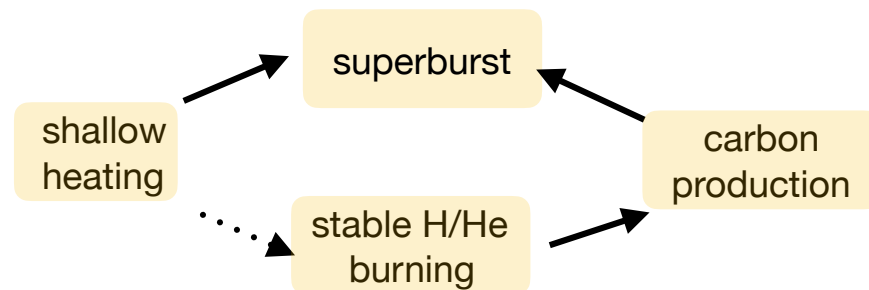 superburst
shallow
heating
carbon
production
stable H/He
burning